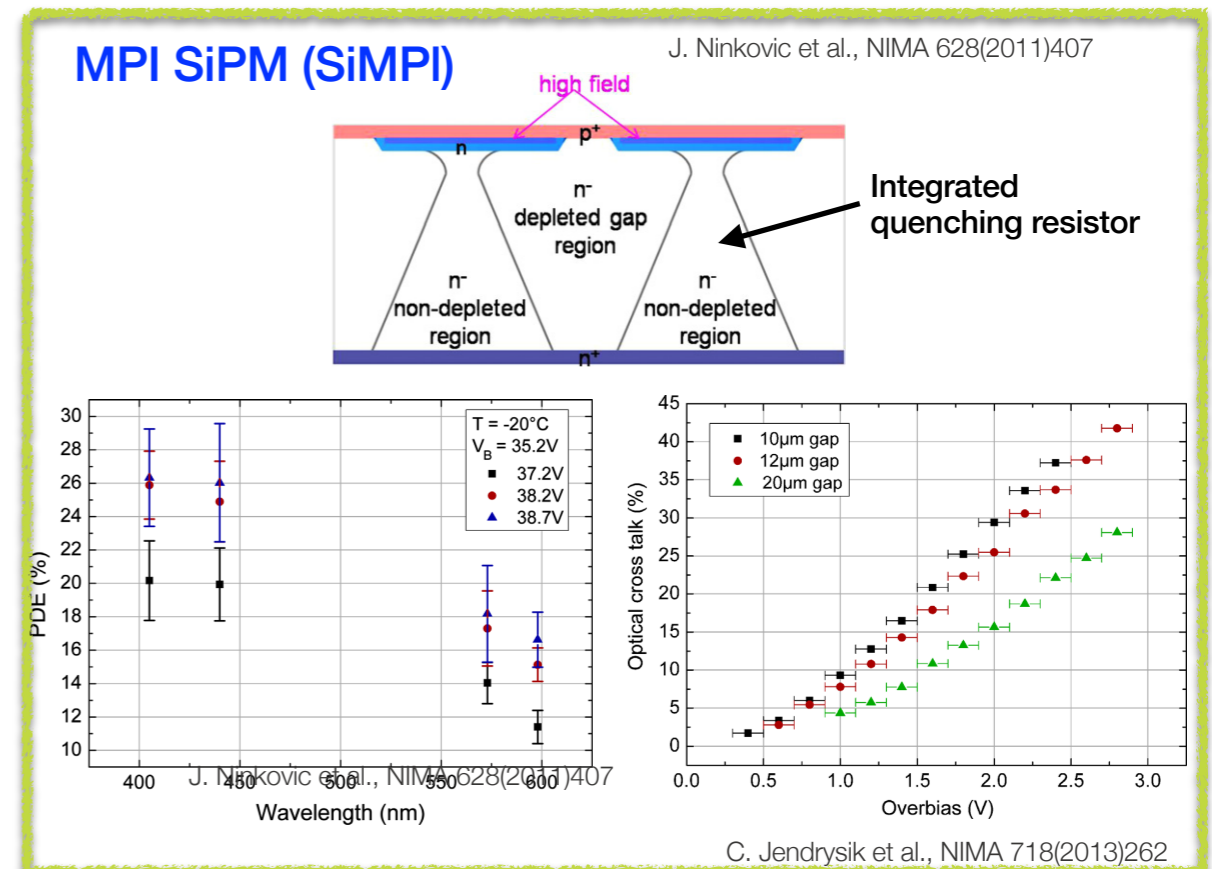 MPI SiPM (SiMPl)
J. Ninkovic et al., NIMA 628(2011)407
high field
p+
n
n-
depleted gap
region
Integrated
quenching resistor
n-
non-depleted
region
n-
non-depleted
region
n+
30
28
26
24
22
20
18
16
14
12
10
PDE (%)
T = -20°C
V_B = 35.2V
37.2V
38.2V
38.7V
400
450
500
550
600
J. Ninkovic et al., NIMA 628(2011)407
Wavelength (nm)
45
40
35
30
25
20
15
10
5
0
Optical cross talk (%)
10µm gap
12µm gap
20µm gap
0.0
0.5
1.0
1.5
2.0
2.5
3.0
Overbias (V)
C. Jendrysik et al., NIMA 718(2013)262